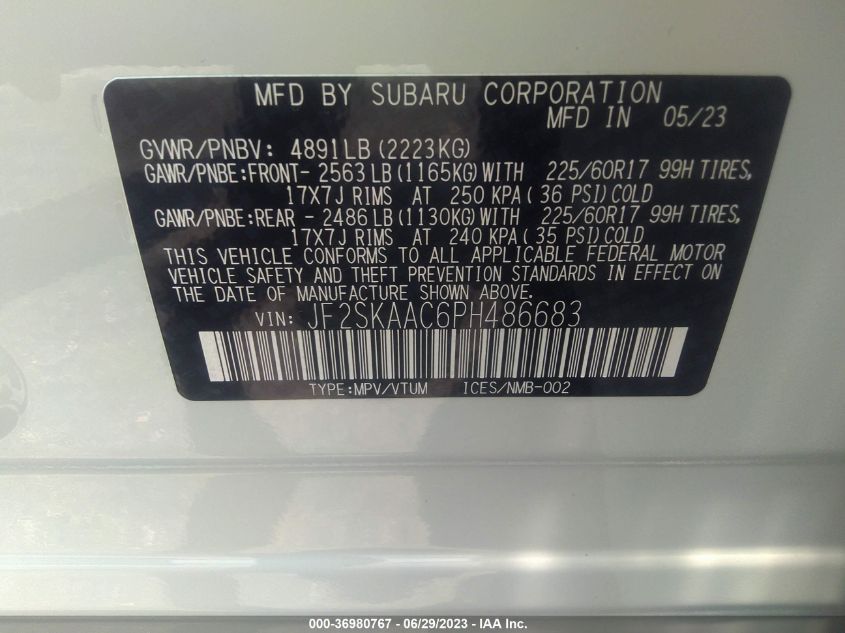 MFD BY SUBARU CORPORATION
MFD IN 05/23
GVWR/PNBV: 4891LB(2223KG)
GAWR/PNBE:FRONT- 2563LB(1165KG)WITH 225/60R17 99H TIRES,
17X7J RIMS AT 250 KPA( 36 PSI)COLD
GAWR/PNBE:REAR - 2486LB(1130KG)WITH 225/60R17 99H TIRES,
17X7J RIMS AT 240 KPA( 35 PSI)COLD
THIS VEHICLE CONFORMS TO ALL APPLICABLE FEDERAL MOTOR
VEHICLE SAFETY AND THEFT PREVENTION STANDARDS IN EFFECT ON
THE DATE OF MANUFACTURE SHOWN ABOVE.
VIN: JF2SKAAC6PH486683
TYPE:MPV/VTUM ICES/NMB-002
000-36980767 - 06/29/2023 - IAA Inc.